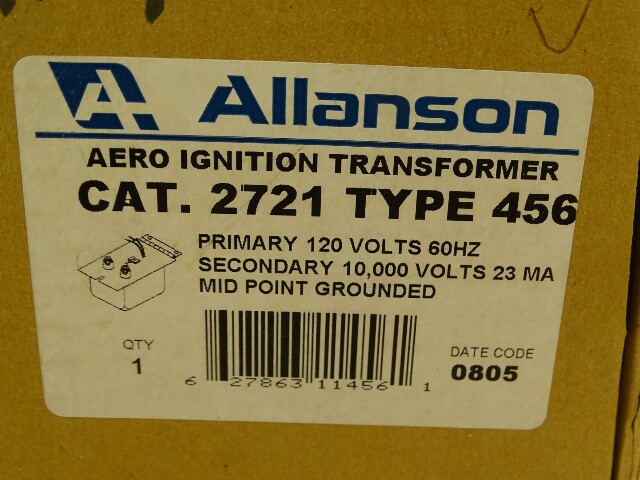 Allanson
AERO IGNITION TRANSFORMER
CAT. 2721 TYPE 456
PRIMARY 120 VOLTS 60HZ
SECONDARY 10,000 VOLTS 23 MA
MID POINT GROUNDED
QTY
1
6 27863 11456 1
DATE CODE
0805